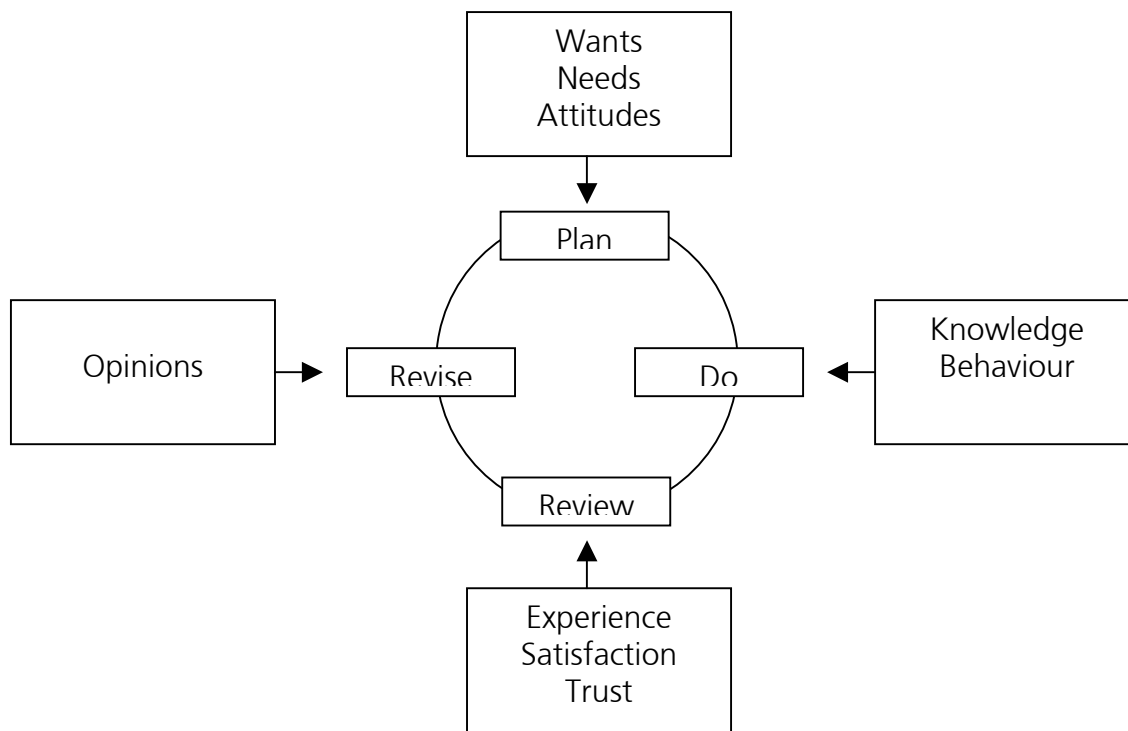 Wants
Needs
Attitudes
Plan
Opinions
Revise
Do
Knowledge
Behaviour
Review
Experience
Satisfaction
Trust